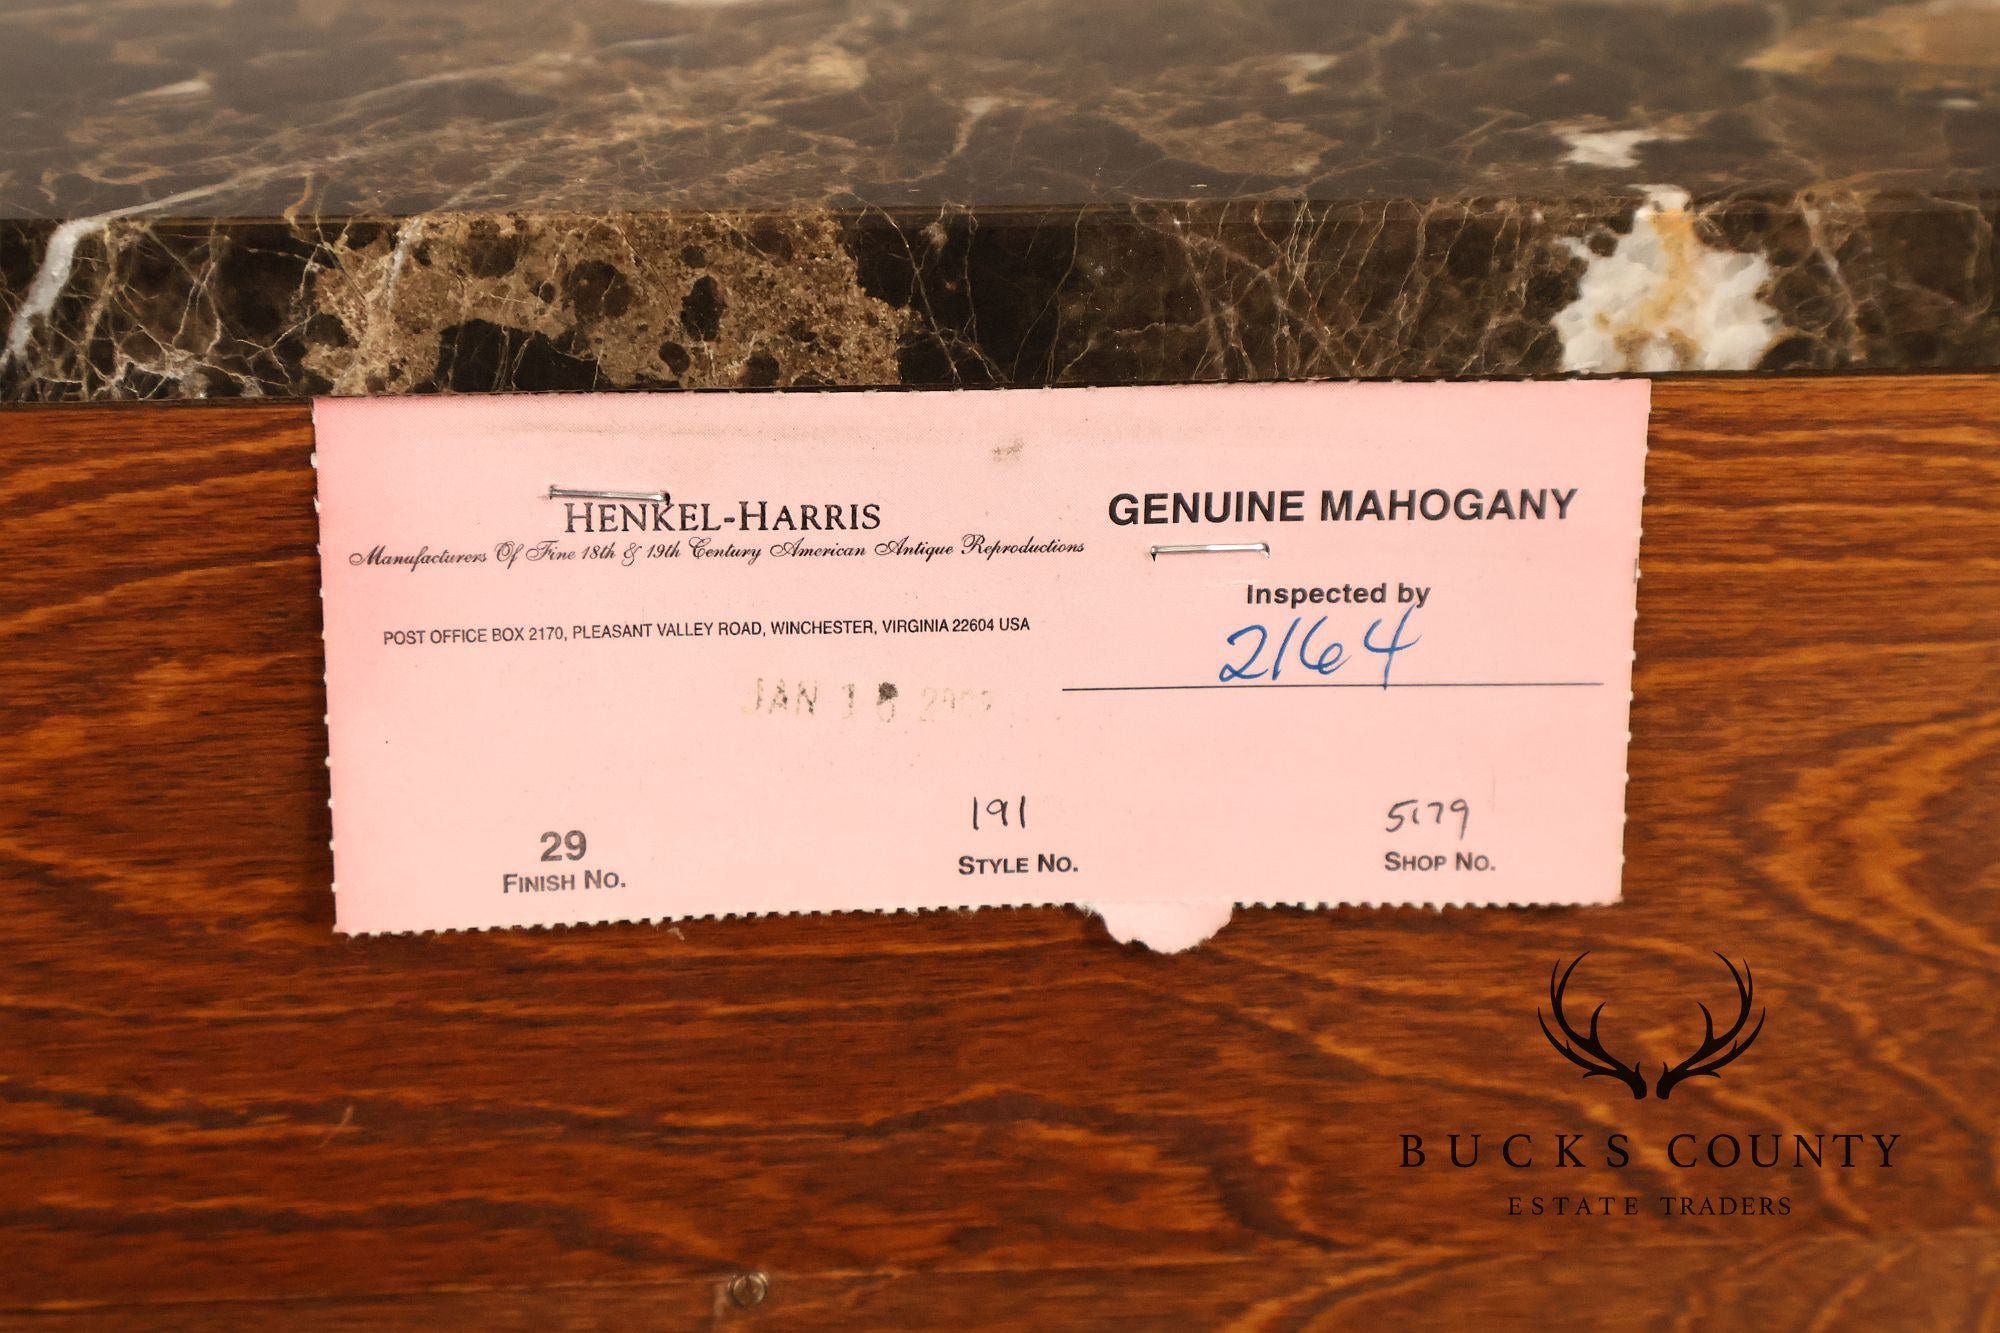 HENKEL-HARRIS
Manufacturers Of Fine 18th & 19th Century American Antique Reproductions
POST OFFICE BOX 2170, PLEASANT VALLEY ROAD, WINCHESTER, VIRGINIA 22604 USA
JAN
GENUINE MAHOGANY
Inspected by
2164
29
FINISH NO.
191
STYLE NO.
5179
SHOP NO.
BUCKS COUNTY
ESTATE TRADERS